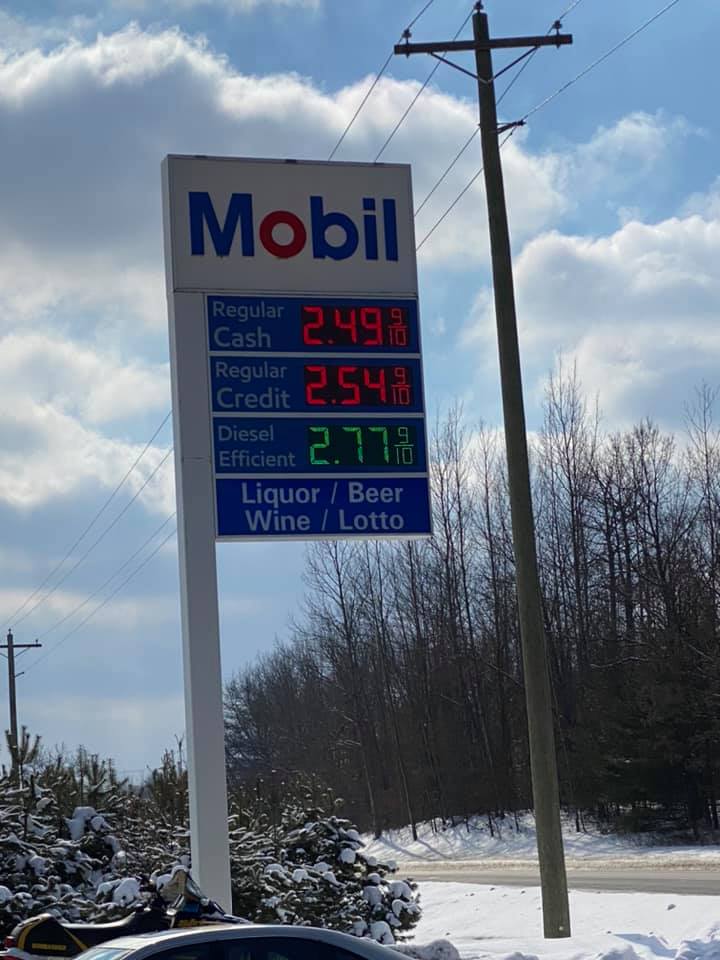 Mobil
Regular
Cash 2.49 9/10
Regular
Credit 2.54 9/10
Diesel
Efficient 2.77 9/10
Liquor / Beer
Wine / Lotto